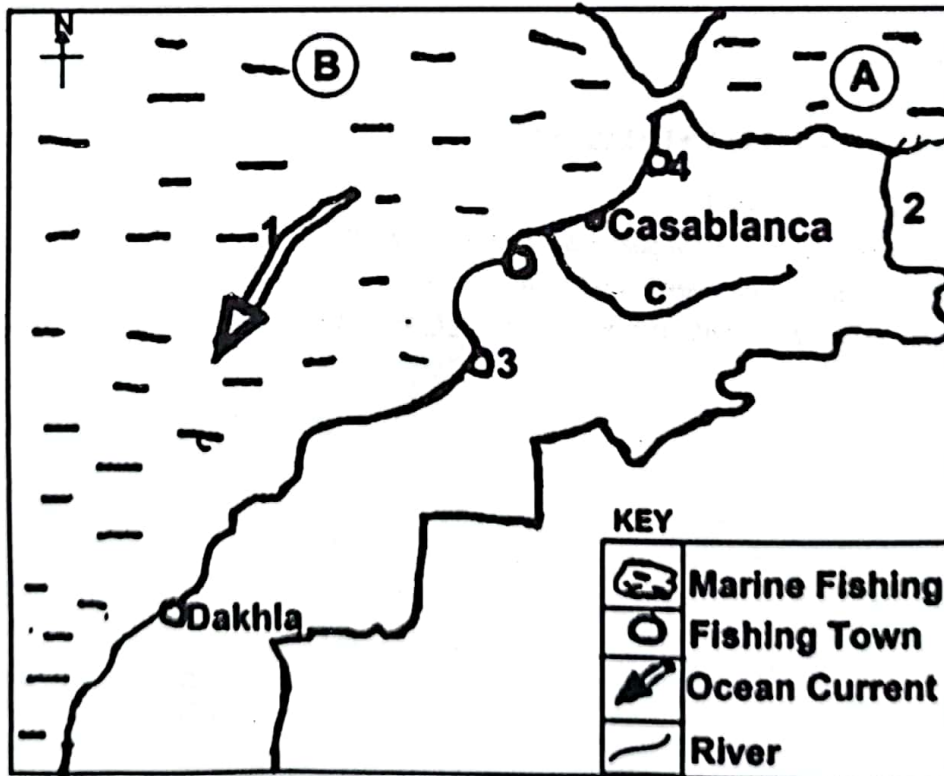 N
B
A
4
1
Casablanca
2
c
3
Dakhla
KEY
Marine Fishing
Fishing Town
Ocean Current
River